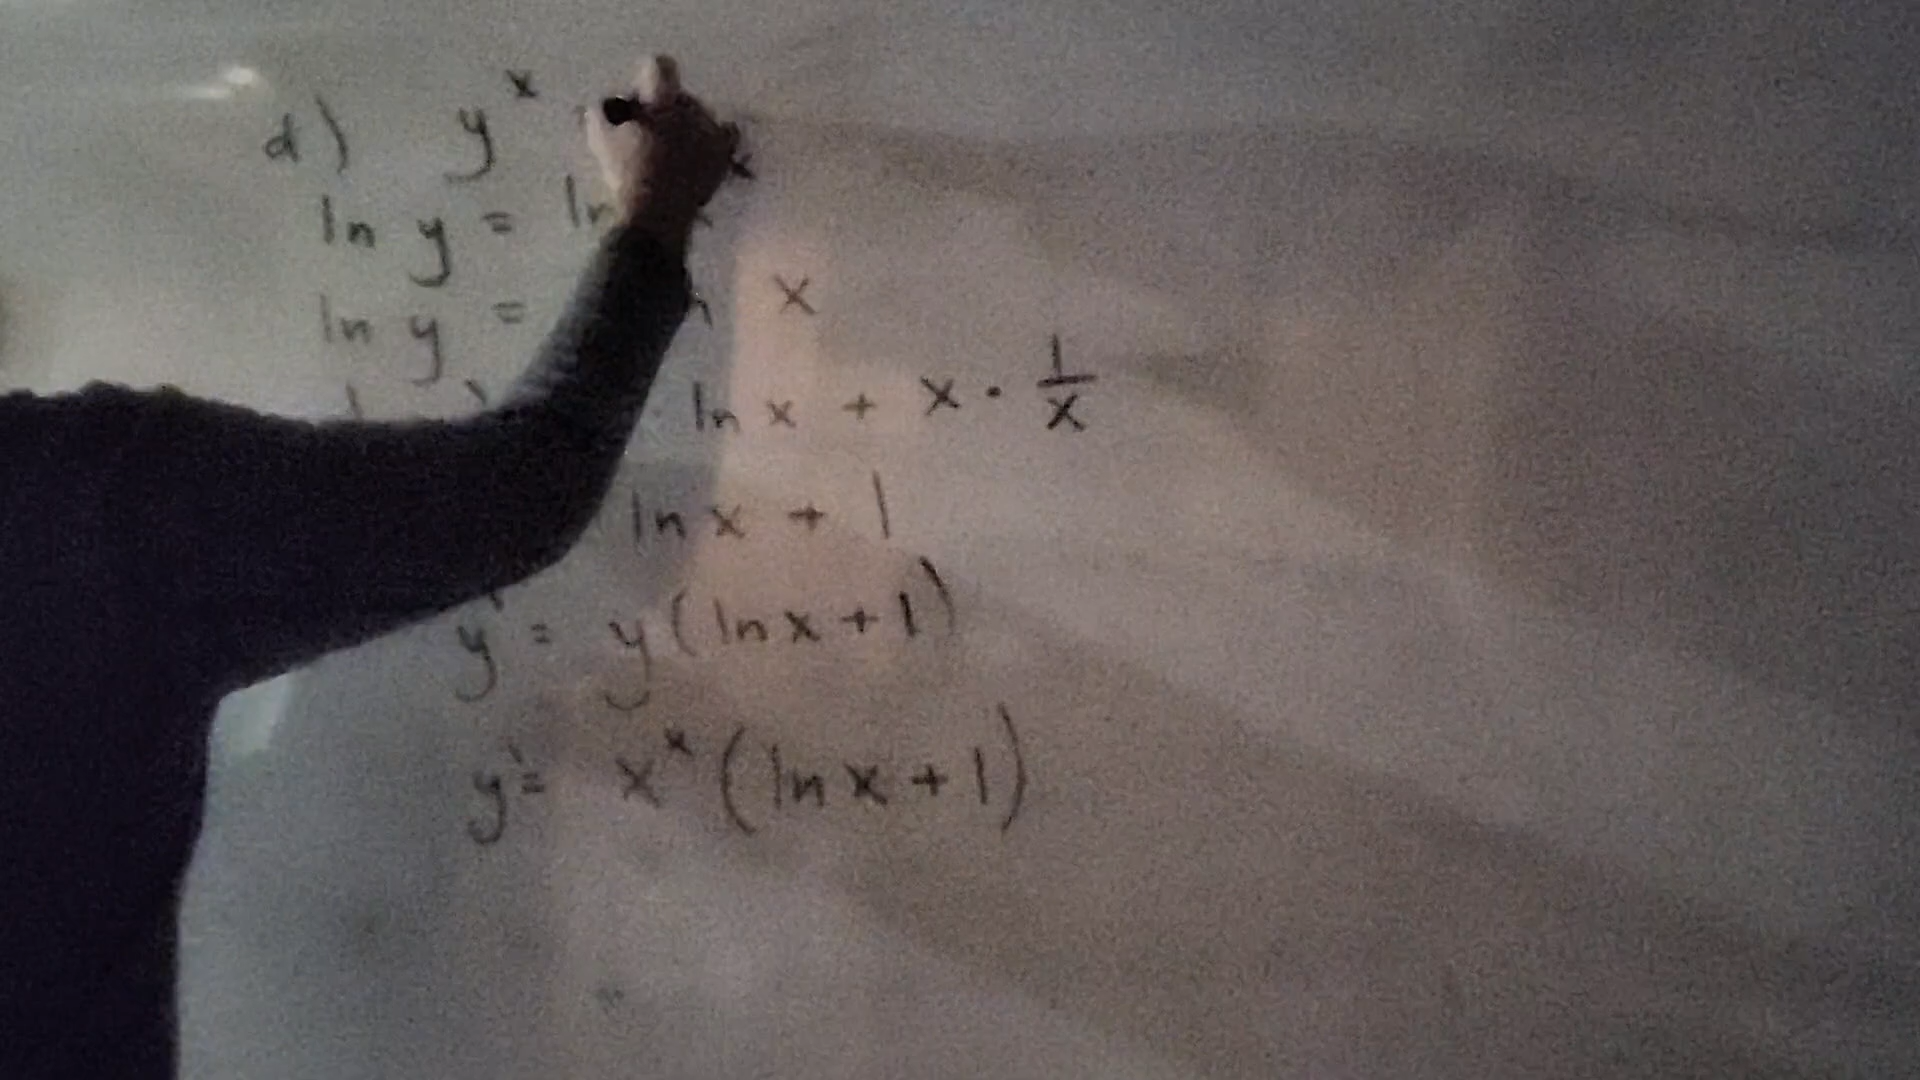 d) y^x
ln y = ln x
ln y = x
ln x + x · 1/x
ln x + 1
y' = y(ln x + 1)
y' = x^x (ln x + 1)